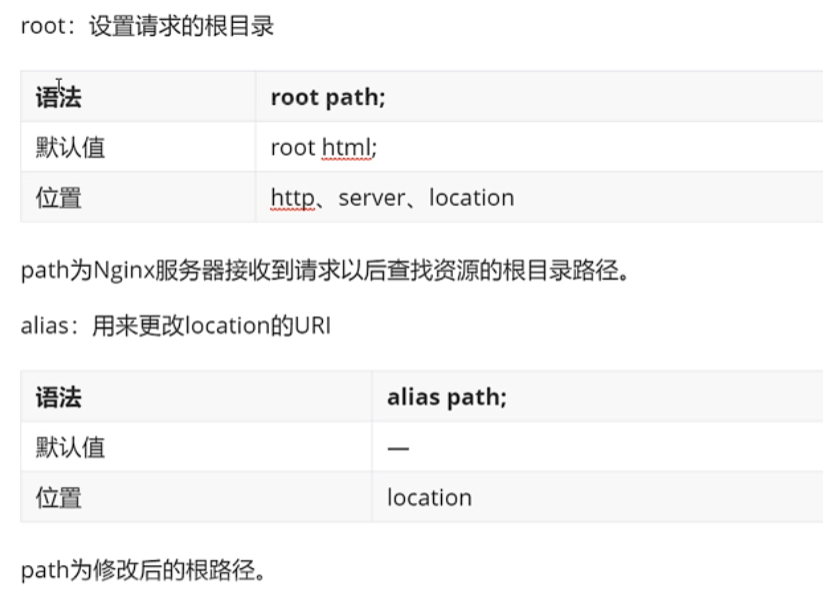 root：设置请求的根目录
语法 root path;
默认值 root html;
位置 http、server、location
path为Nginx服务器接收到请求以后查找资源的根目录路径。
alias：用来更改location的URI
语法 alias path;
默认值 —
位置 location
path为修改后的根路径。